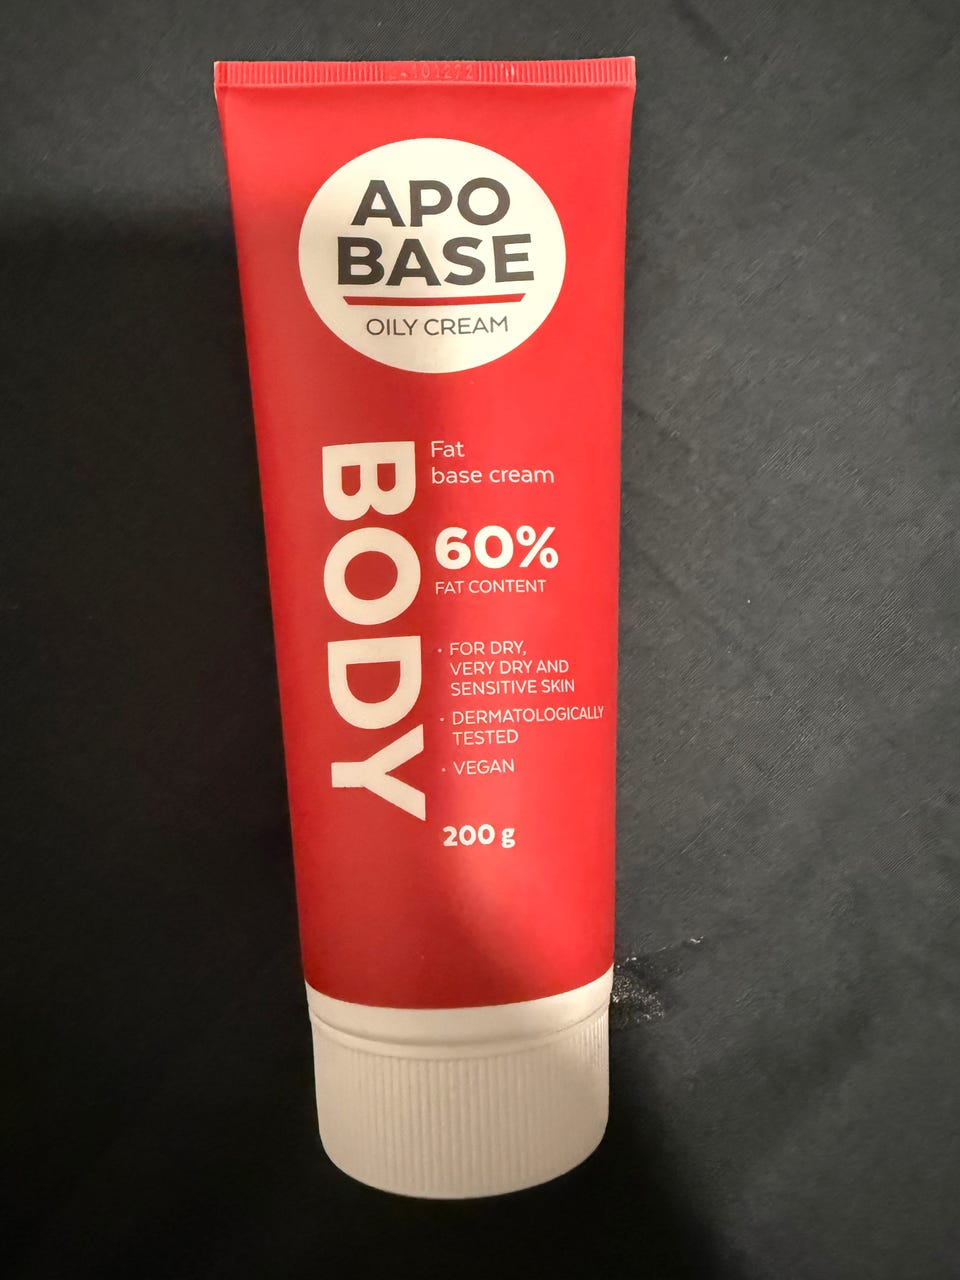 APO
BASE
OILY CREAM
BODY
Fat
base cream
60%
FAT CONTENT
· FOR DRY,
VERY DRY AND
SENSITIVE SKIN
· DERMATOLOGICALLY
TESTED
· VEGAN
200 g